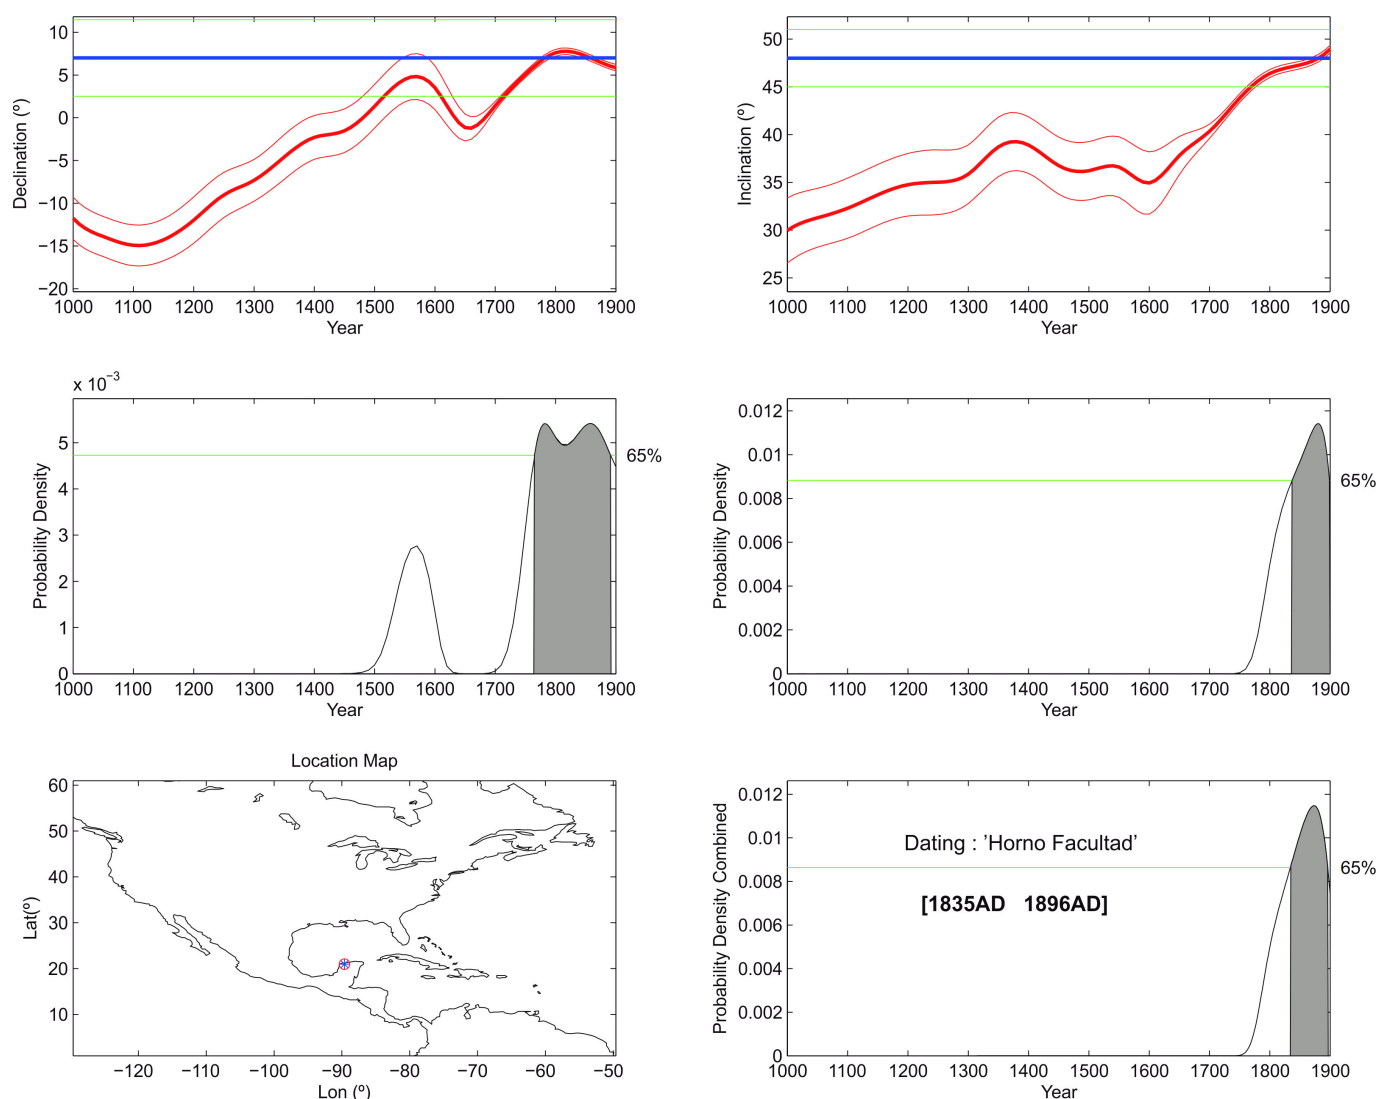 10
5
0
−5
−10
−15
−20
Declination (º)
1000 1100 1200 1300 1400 1500 1600 1700 1800 1900
Year
50
45
40
35
30
25
Inclination (º)
1000 1100 1200 1300 1400 1500 1600 1700 1800 1900
Year
x 10−3
5
4
3
2
1
0
Probability Density
65%
1000 1100 1200 1300 1400 1500 1600 1700 1800 1900
Year
0.012
0.01
0.008
0.006
0.004
0.002
0
Probability Density
65%
1000 1100 1200 1300 1400 1500 1600 1700 1800 1900
Year
Location Map
60
50
40
30
20
10
Lat(º)
−120 −110 −100 −90 −80 −70 −60 −50
Lon (º)
0.012
0.01
0.008
0.006
0.004
0.002
0
Probability Density Combined
Dating : ’Horno Facultad’
[1835AD 1896AD]
65%
1000 1100 1200 1300 1400 1500 1600 1700 1800 1900
Year